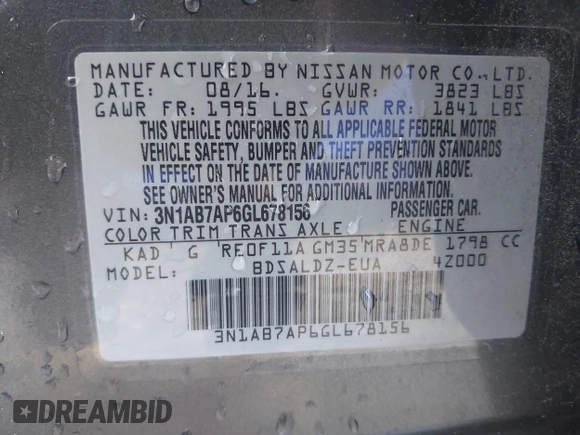 MANUFACTURED BY NISSAN MOTOR CO.,LTD.
DATE: 08/16. GVWR: 3823 LBS
GAWR FR: 1995 LBS GAWR RR: 1841 LBS
THIS VEHICLE CONFORMS TO ALL APPLICABLE FEDERAL MOTOR
VEHICLE SAFETY, BUMPER AND THEFT PREVENTION STANDARDS
IN EFFECT ON THE DATE OF MANUFACTURE SHOWN ABOVE.
SEE OWNER'S MANUAL FOR ADDITIONAL INFORMATION.
VIN: 3N1AB7AP6GL678156 PASSENGER CAR.
COLOR TRIM TRANS AXLE ENGINE
KAD G RE0F11A GM35 MRA8DE 1798 CC
MODEL: BDSALDZ-EUA 4Z000
3N1AB7AP6GL678156
DREAMBID